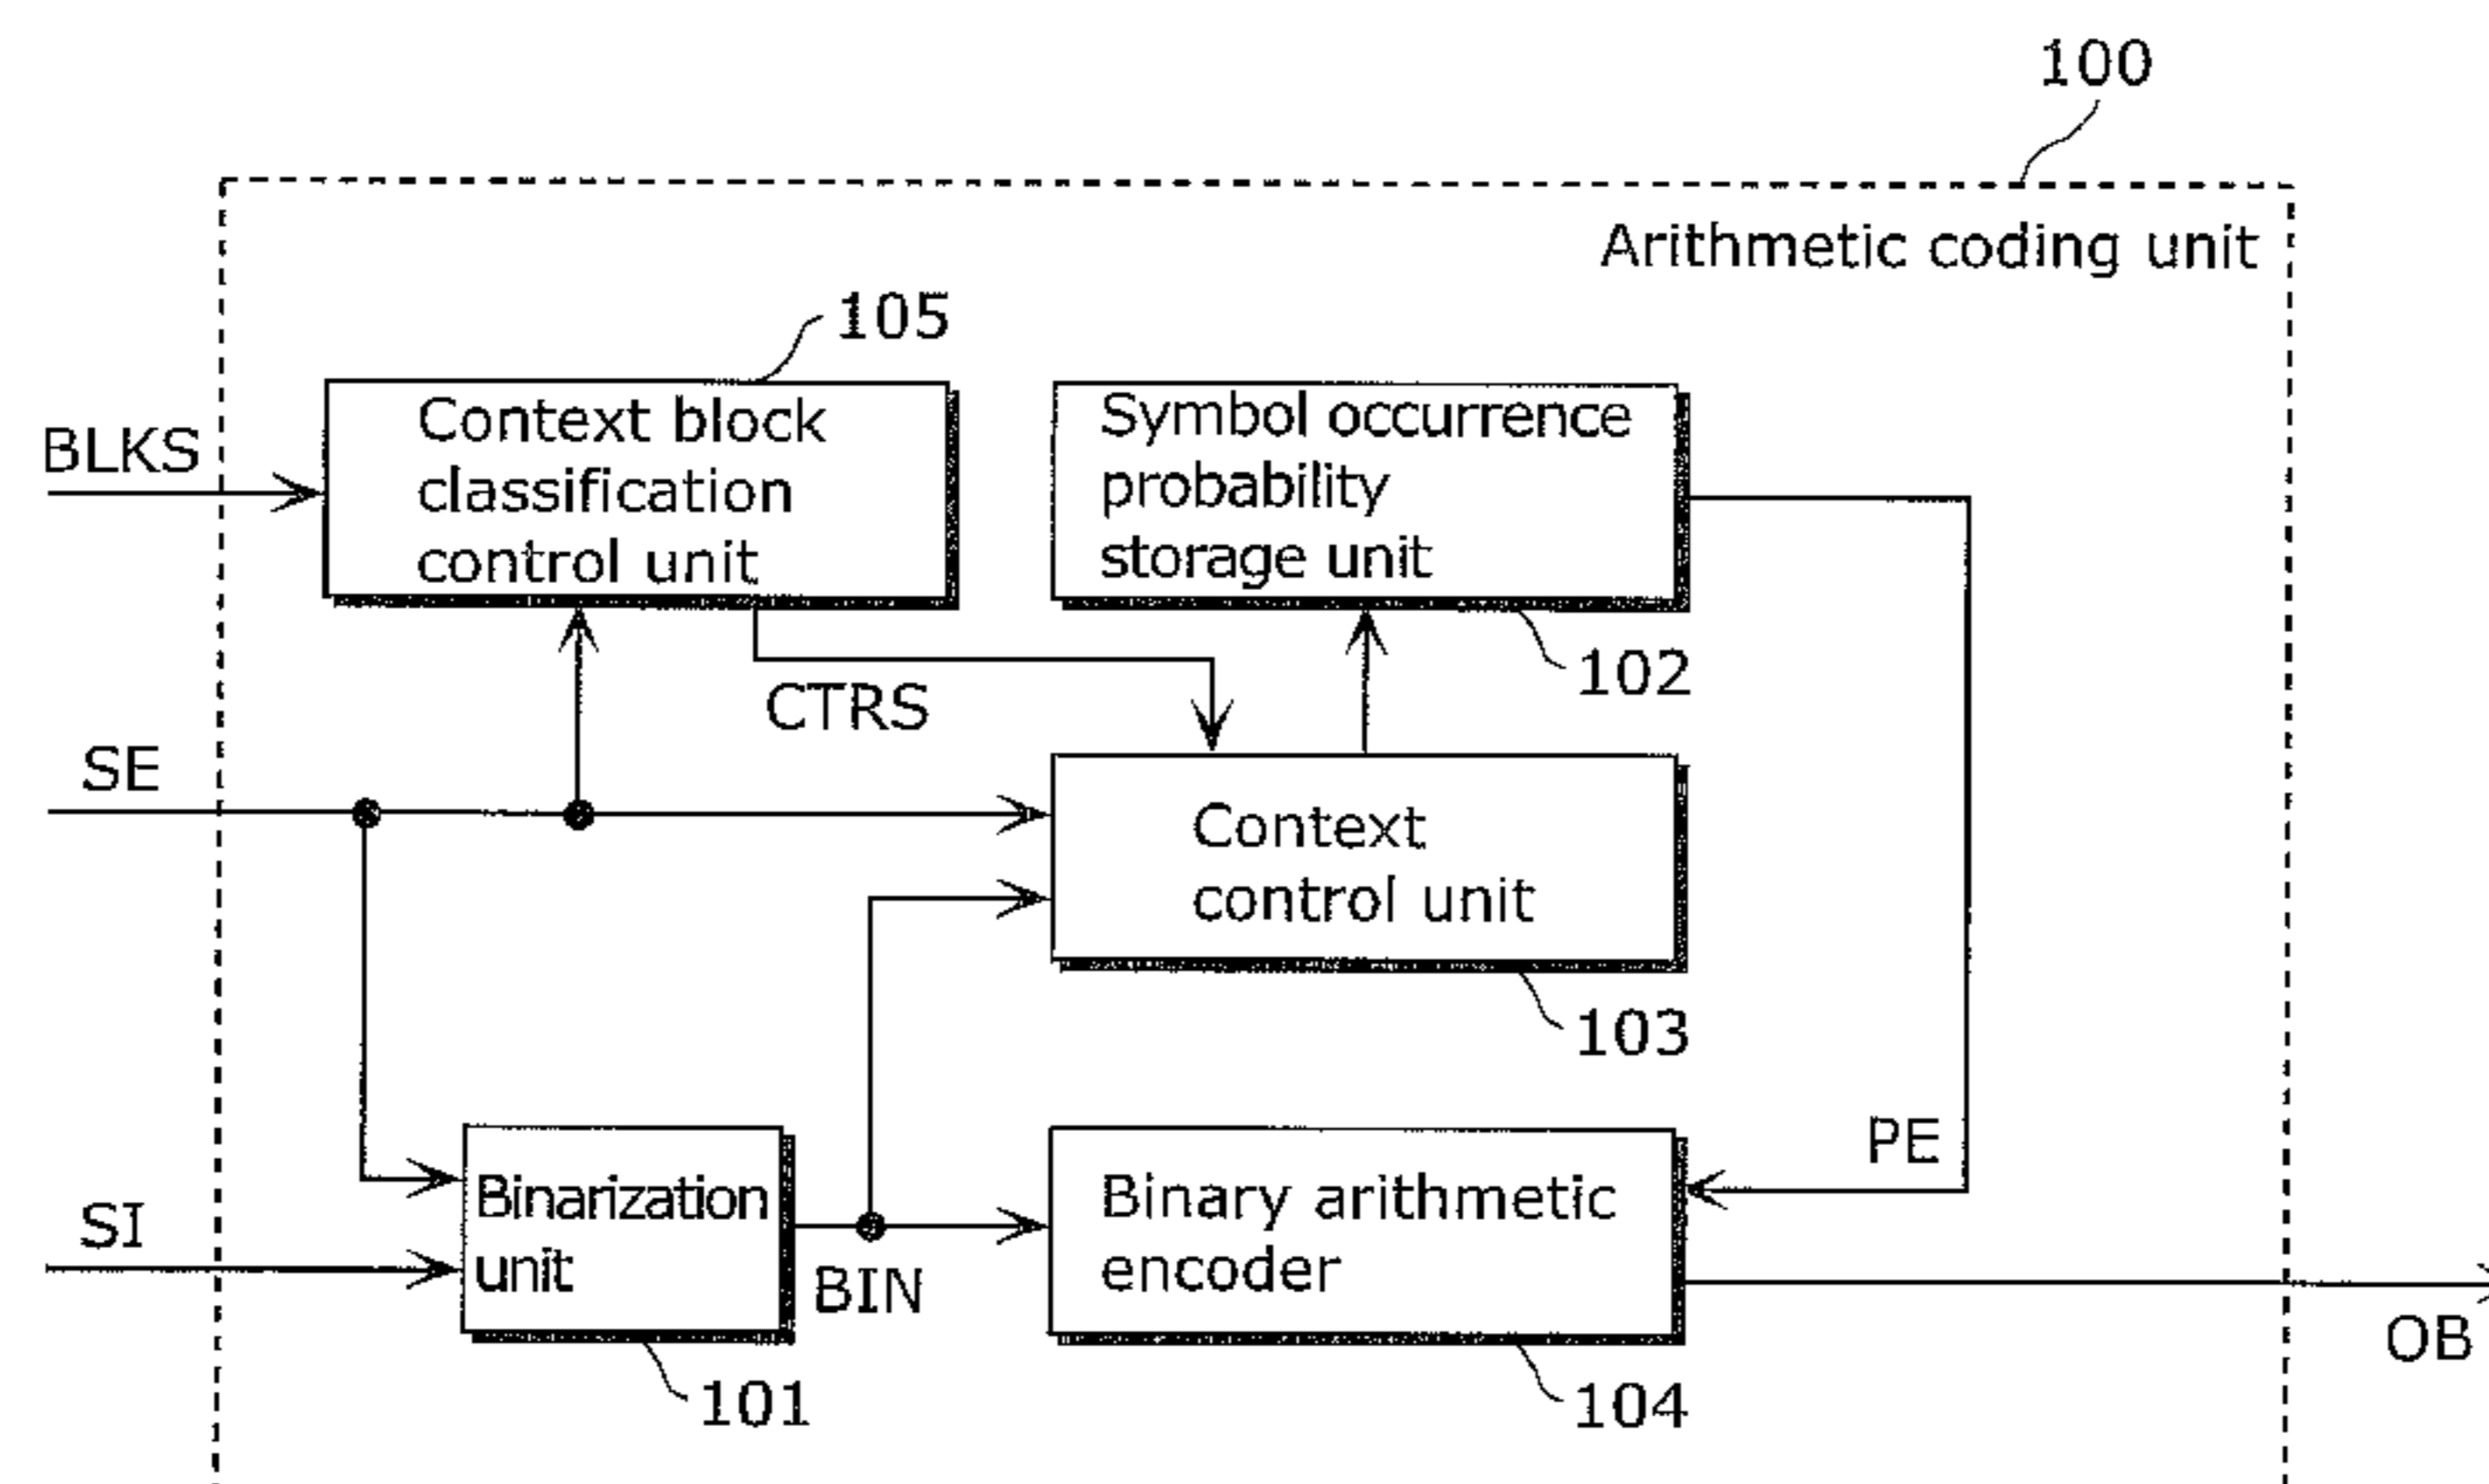 100
Arithmetic coding unit
105
BLKS
Context block
classification
control unit
Symbol occurrence
probability
storage unit
102
CTRS
SE
Context
control unit
103
PE
SI
Binarization
unit
BIN
Binary arithmetic
encoder
OB
101
104